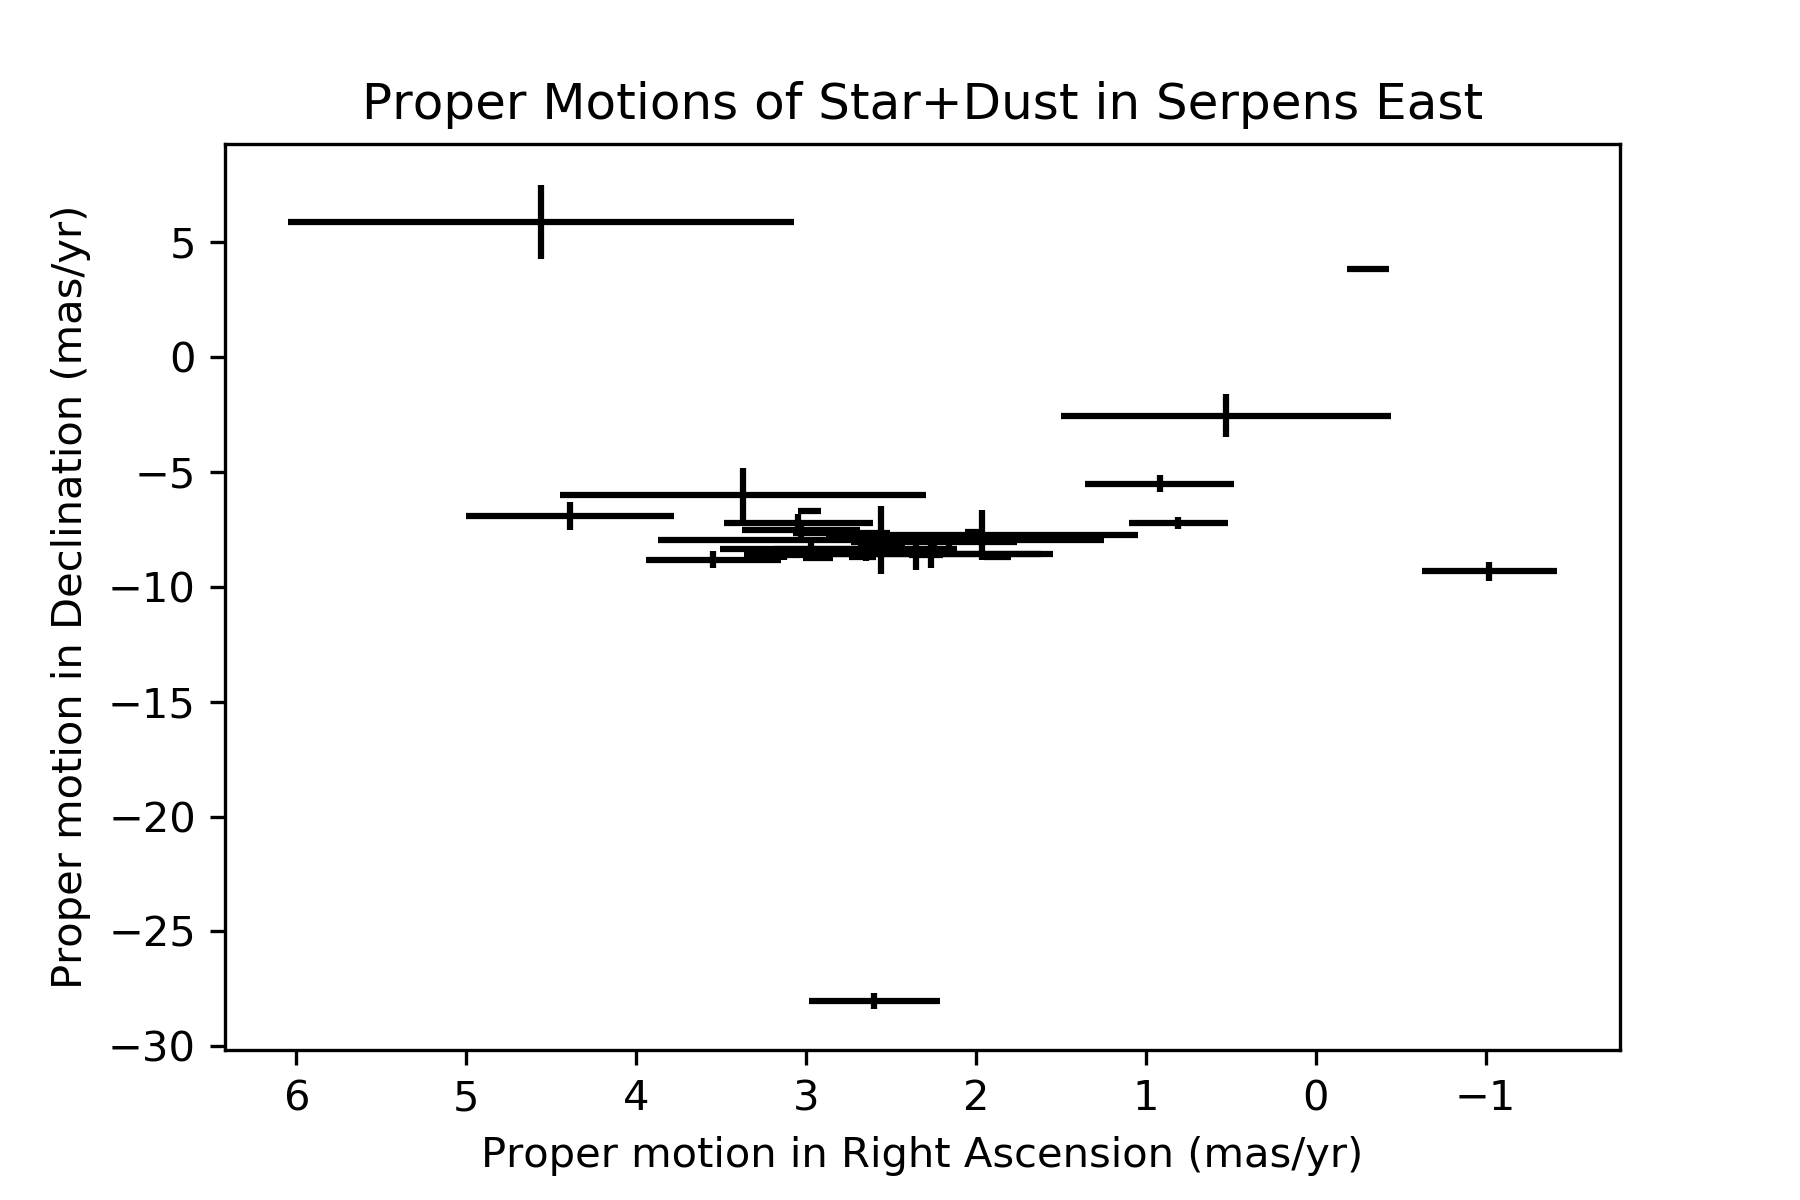 Proper Motions of Star+Dust in Serpens East
Proper motion in Declination (mas/yr)
5
0
−5
−10
−15
−20
−25
−30
6 5 4 3 2 1 0 −1
Proper motion in Right Ascension (mas/yr)